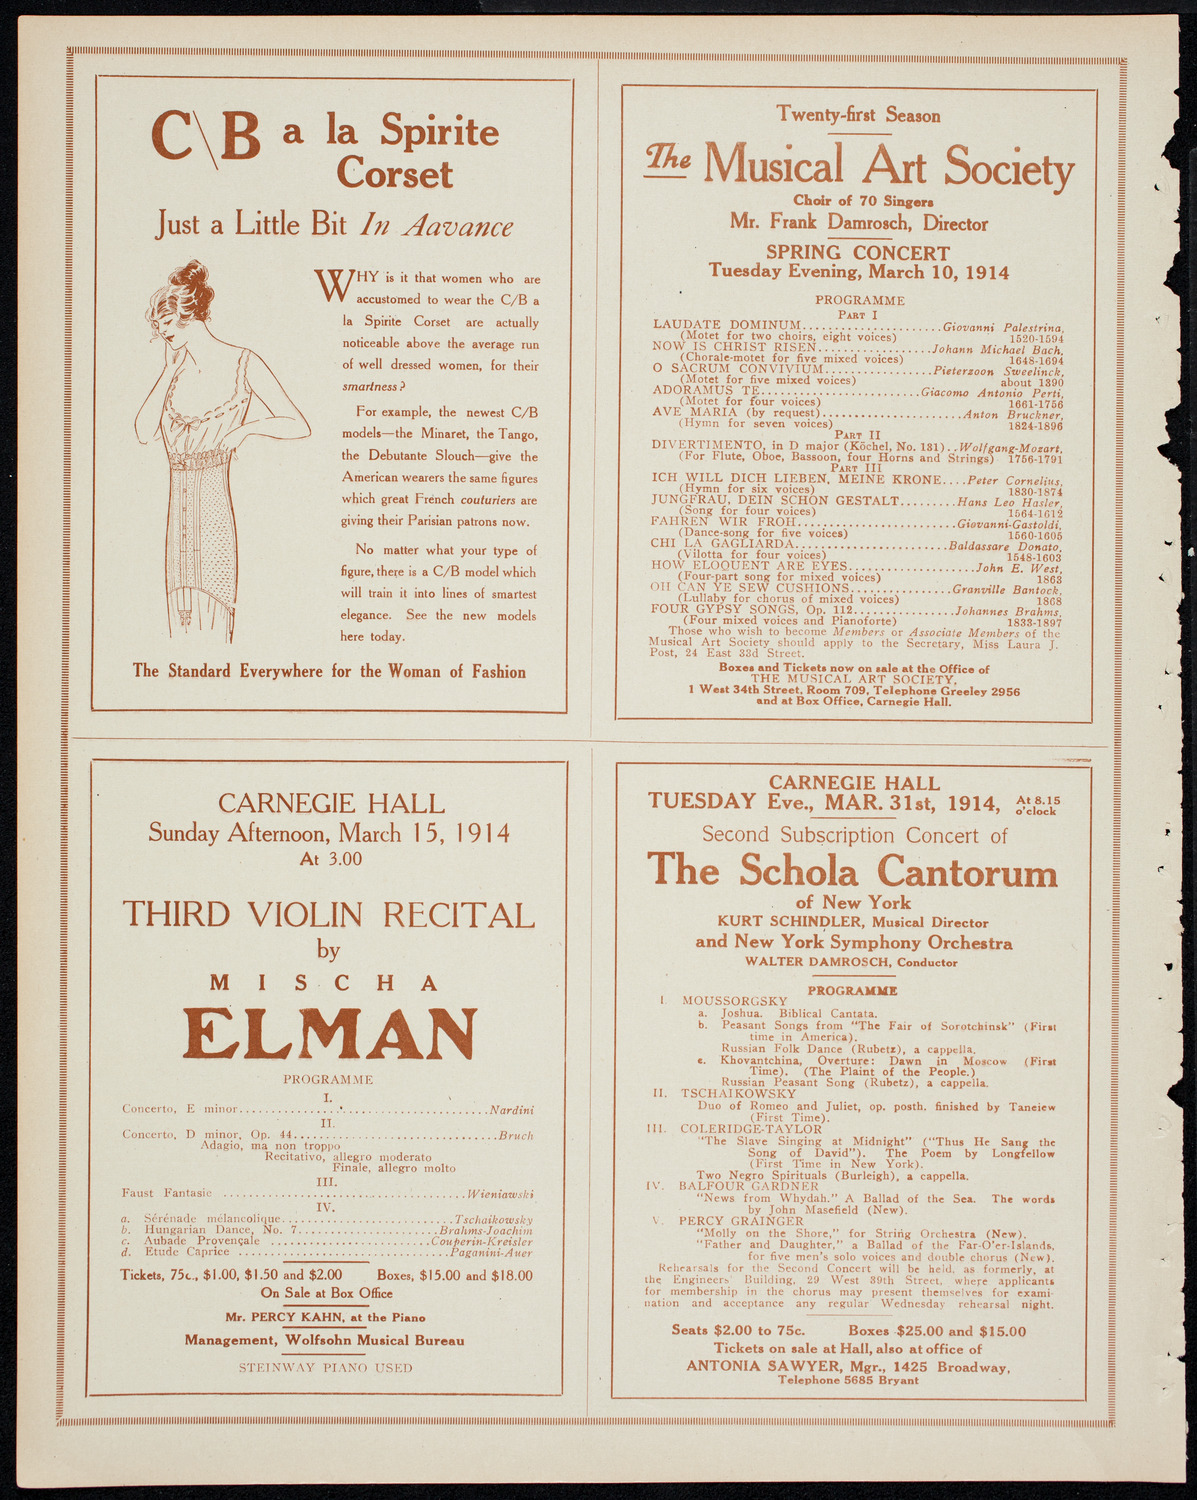 C\B a la Spirite
Corset
Just a Little Bit In Aavance
WHY is it that women who are
accustomed to wear the C/B a
la Spirite Corset are actually
noticeable above the average run
of well dressed women, for their
smartness?
For example, the newest C/B
models—the Minaret, the Tango,
the Debutante Slouch—give the
American wearers the same figures
which great French couturiers are
giving their Parisian patrons now.
No matter what your type of
figure, there is a C/B model which
will train it into lines of smartest
elegance. See the new models
here today.
The Standard Everywhere for the Woman of Fashion
Twenty-first Season
The Musical Art Society
Choir of 70 Singers
Mr. Frank Damrosch, Director
SPRING CONCERT
Tuesday Evening, March 10, 1914
PROGRAMME
PART I
LAUDATE DOMINUM......................Giovanni Palestrina,
(Motet for two choirs, eight voices) 1520-1594
NOW IS CHRIST RISEN..................Johann Michael Bach,
(Chorale-motet for five mixed voices) 1648-1694
O SACRUM CONVIVIUM.................Pieterzoon Sweelinck,
(Motet for five mixed voices) about 1390
ADORAMUS TE.........................Giacomo Antonio Perti,
(Motet for four voices) 1661-1756
AVE MARIA (by request)......................Anton Bruckner,
(Hymn for seven voices) 1824-1896
PART II
DIVERTIMENTO, in D major (Köchel, No. 131)..Wolfgang-Mozart,
(For Flute, Oboe, Bassoon, four Horns and Strings) 1756-1791
PART III
ICH WILL DICH LIEBEN, MEINE KRONE....Peter Cornelius,
(Hymn for six voices) 1830-1874
JUNGFRAU, DEIN SCHÖN GESTALT.........Hans Leo Hasler,
(Song for four voices) 1564-1612
FAHREN WIR FROH.........................Giovanni-Gastoldi,
(Dance-song for five voices) 1560-1605
CHI LA GAGLIARDA........................Baldassare Donato,
(Vilotta for four voices) 1548-1603
HOW ELOQUENT ARE EYES....................John E. West,
(Four-part song for mixed voices) 1863
OH CAN YE SEW CUSHIONS................Granville Bantock,
(Lullaby for chorus of mixed voices) 1868
FOUR GYPSY SONGS, Op. 112................Johannes Brahms,
(Four mixed voices and Pianoforte) 1833-1897
Those who wish to become Members or Associate Members of the
Musical Art Society should apply to the Secretary, Miss Laura J.
Post, 24 East 33d Street.
Boxes and Tickets now on sale at the Office of
THE MUSICAL ART SOCIETY,
1 West 34th Street, Room 709, Telephone Greeley 2956
and at Box Office, Carnegie Hall.
CARNEGIE HALL
Sunday Afternoon, March 15, 1914
At 3.00
THIRD VIOLIN RECITAL
by
MISCHA
ELMAN
PROGRAMME
I.
Concerto, E minor........................................Nardini
II.
Concerto, D minor, Op. 44.................................Bruch
Adagio, ma non troppo
Recitativo, allegro moderato
Finale, allegro molto
III.
Faust Fantasie .......................................Wieniawski
IV.
a. Sérénade mélancolique...........................Tschaikowsky
b. Hungarian Dance, No. 7.......................Brahms-Joachim
c. Aubade Provençale ..........................Couperin-Kreisler
d. Etude Caprice ..................................Paganini-Auer
Tickets, 75c., $1.00, $1.50 and $2.00 Boxes, $15.00 and $18.00
On Sale at Box Office
Mr. PERCY KAHN, at the Piano
Management, Wolfsohn Musical Bureau
STEINWAY PIANO USED
CARNEGIE HALL
TUESDAY Eve., MAR. 31st, 1914, At 8.15 o'clock
Second Subscription Concert of
The Schola Cantorum
of New York
KURT SCHINDLER, Musical Director
and New York Symphony Orchestra
WALTER DAMROSCH, Conductor
PROGRAMME
I. MOUSSORGSKY
a. Joshua. Biblical Cantata.
b. Peasant Songs from "The Fair of Sorotchinsk" (First
time in America).
Russian Folk Dance (Rubetz), a cappella.
c. Khovantchina, Overture: Dawn in Moscow (First
Time). (The Plaint of the People.)
Russian Peasant Song (Rubetz), a cappella.
II. TSCHAIKOWSKY
Duo of Romeo and Juliet, op. posth. finished by Taneiew
(First Time).
III. COLERIDGE-TAYLOR
"The Slave Singing at Midnight" ("Thus He Sang the
Song of David"). The Poem by Longfellow
(First Time in New York).
Two Negro Spirituals (Burleigh), a cappella.
IV. BALFOUR GARDNER
"News from Whydah." A Ballad of the Sea. The words
by John Masefield (New).
V. PERCY GRAINGER
"Molly on the Shore," for String Orchestra (New).
"Father and Daughter," a Ballad of the Far-O'er-Islands,
for five men's solo voices and double chorus (New).
Rehearsals for the Second Concert will be held, as formerly, at
the Engineers' Building, 29 West 39th Street, where applicants
for membership in the chorus may present themselves for exami-
nation and acceptance any regular Wednesday rehearsal night.
Seats $2.00 to 75c. Boxes $25.00 and $15.00
Tickets on sale at Hall, also at office of
ANTONIA SAWYER, Mgr., 1425 Broadway,
Telephone 5685 Bryant